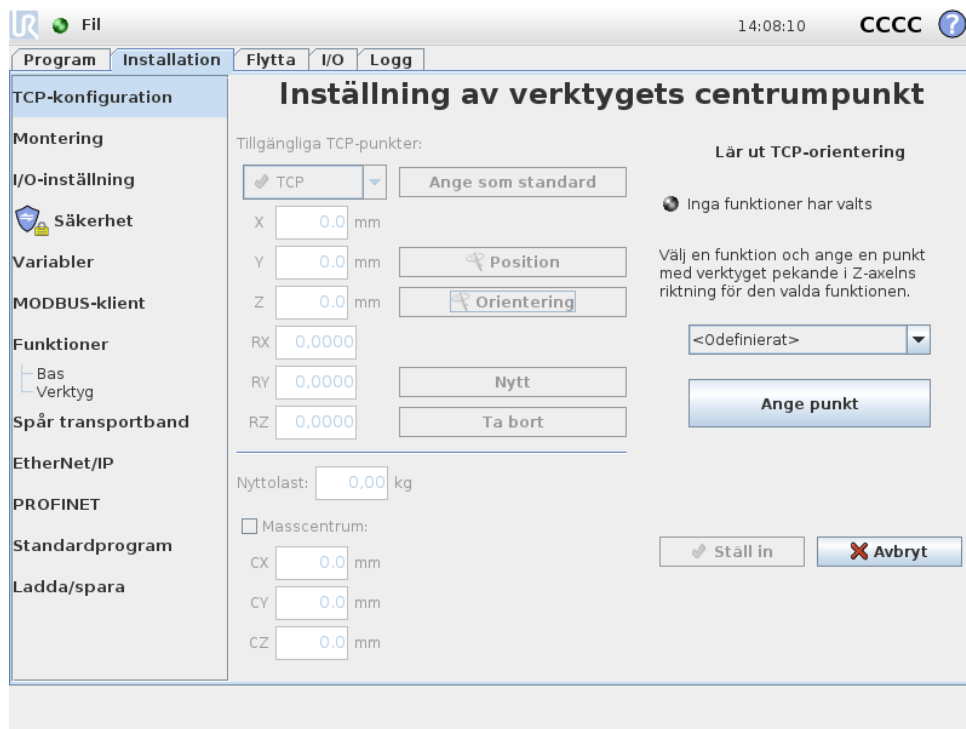 UR Fil 14:08:10 CCCC ?
Program Installation Flytta I/O Logg
TCP-konfiguration
Montering
I/O-inställning
Säkerhet
Variabler
MODBUS-klient
Funktioner
Bas
Verktyg
Spår transportband
EtherNet/IP
PROFINET
Standardprogram
Ladda/spara
Inställning av verktygets centrumpunkt
Tillgängliga TCP-punkter:
TCP Ange som standard
X 0.0 mm
Y 0.0 mm Position
Z 0.0 mm Orientering
RX 0,0000
RY 0,0000 Nytt
RZ 0,0000 Ta bort
Nyttolast: 0,00 kg
Masscentrum:
CX 0.0 mm
CY 0.0 mm
CZ 0.0 mm
Lär ut TCP-orientering
Inga funktioner har valts
Välj en funktion och ange en punkt
med verktyget pekande i Z-axelns
riktning för den valda funktionen.
<Odefinierat>
Ange punkt
Ställ in Avbryt